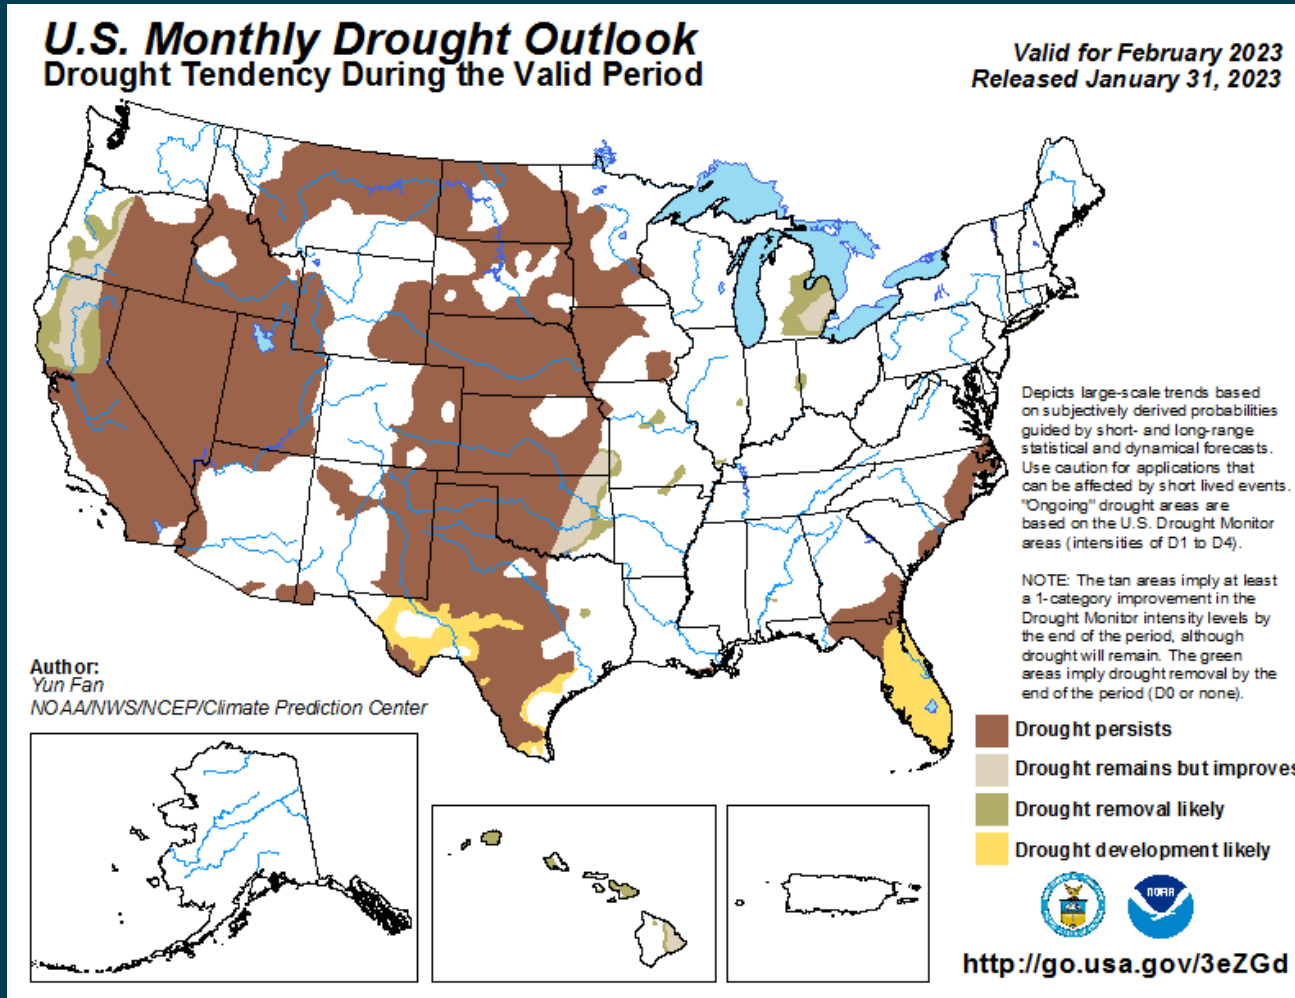 U.S. Monthly Drought Outlook
Drought Tendency During the Valid Period
Valid for February 2023
Released January 31, 2023
Depicts large-scale trends based
on subjectively derived probabilities
guided by short- and long-range
statistical and dynamical forecasts.
Use caution for applications that
can be affected by short lived events.
"Ongoing" drought areas are
based on the U.S. Drought Monitor
areas (intensities of D1 to D4).
NOTE: The tan areas imply at least
a 1-category improvement in the
Drought Monitor intensity levels by
the end of the period, although
drought will remain. The green
areas imply drought removal by the
end of the period (D0 or none).
Author:
Yun Fan
NOAA/NWS/NCEP/Climate Prediction Center
Drought persists
Drought remains but improves
Drought removal likely
Drought development likely
NOAA
http://go.usa.gov/3eZGd